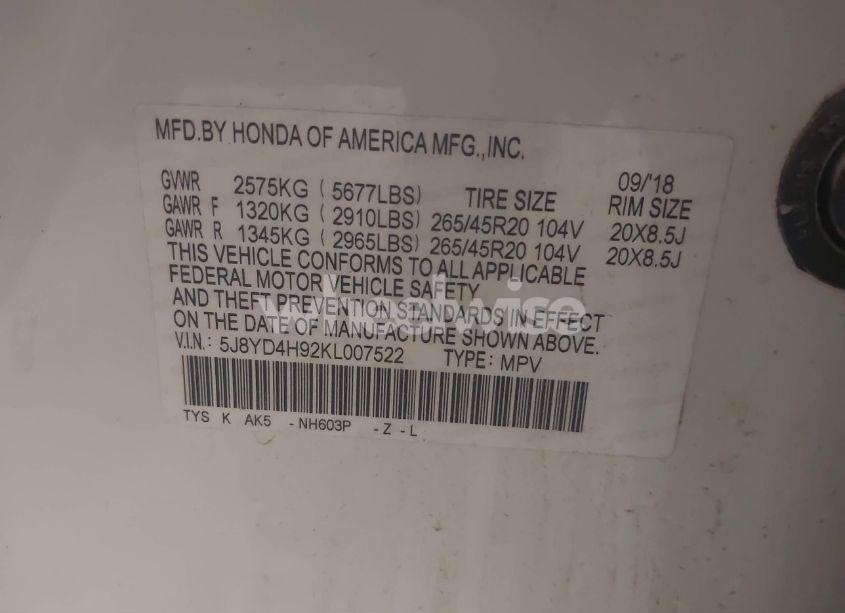 MFD.BY HONDA OF AMERICA MFG.,INC.
09/'18
GVWR 2575KG ( 5677LBS) TIRE SIZE RIM SIZE
GAWR F 1320KG ( 2910LBS) 265/45R20 104V 20X8.5J
GAWR R 1345KG ( 2965LBS) 265/45R20 104V 20X8.5J
THIS VEHICLE CONFORMS TO ALL APPLICABLE
FEDERAL MOTOR VEHICLE SAFETY
AND THEFT PREVENTION STANDARDS IN EFFECT
ON THE DATE OF MANUFACTURE SHOWN ABOVE.
V.I.N.: 5J8YD4H92KL007522 TYPE: MPV
TYS K AK5 -NH603P -Z-L
wheelwise